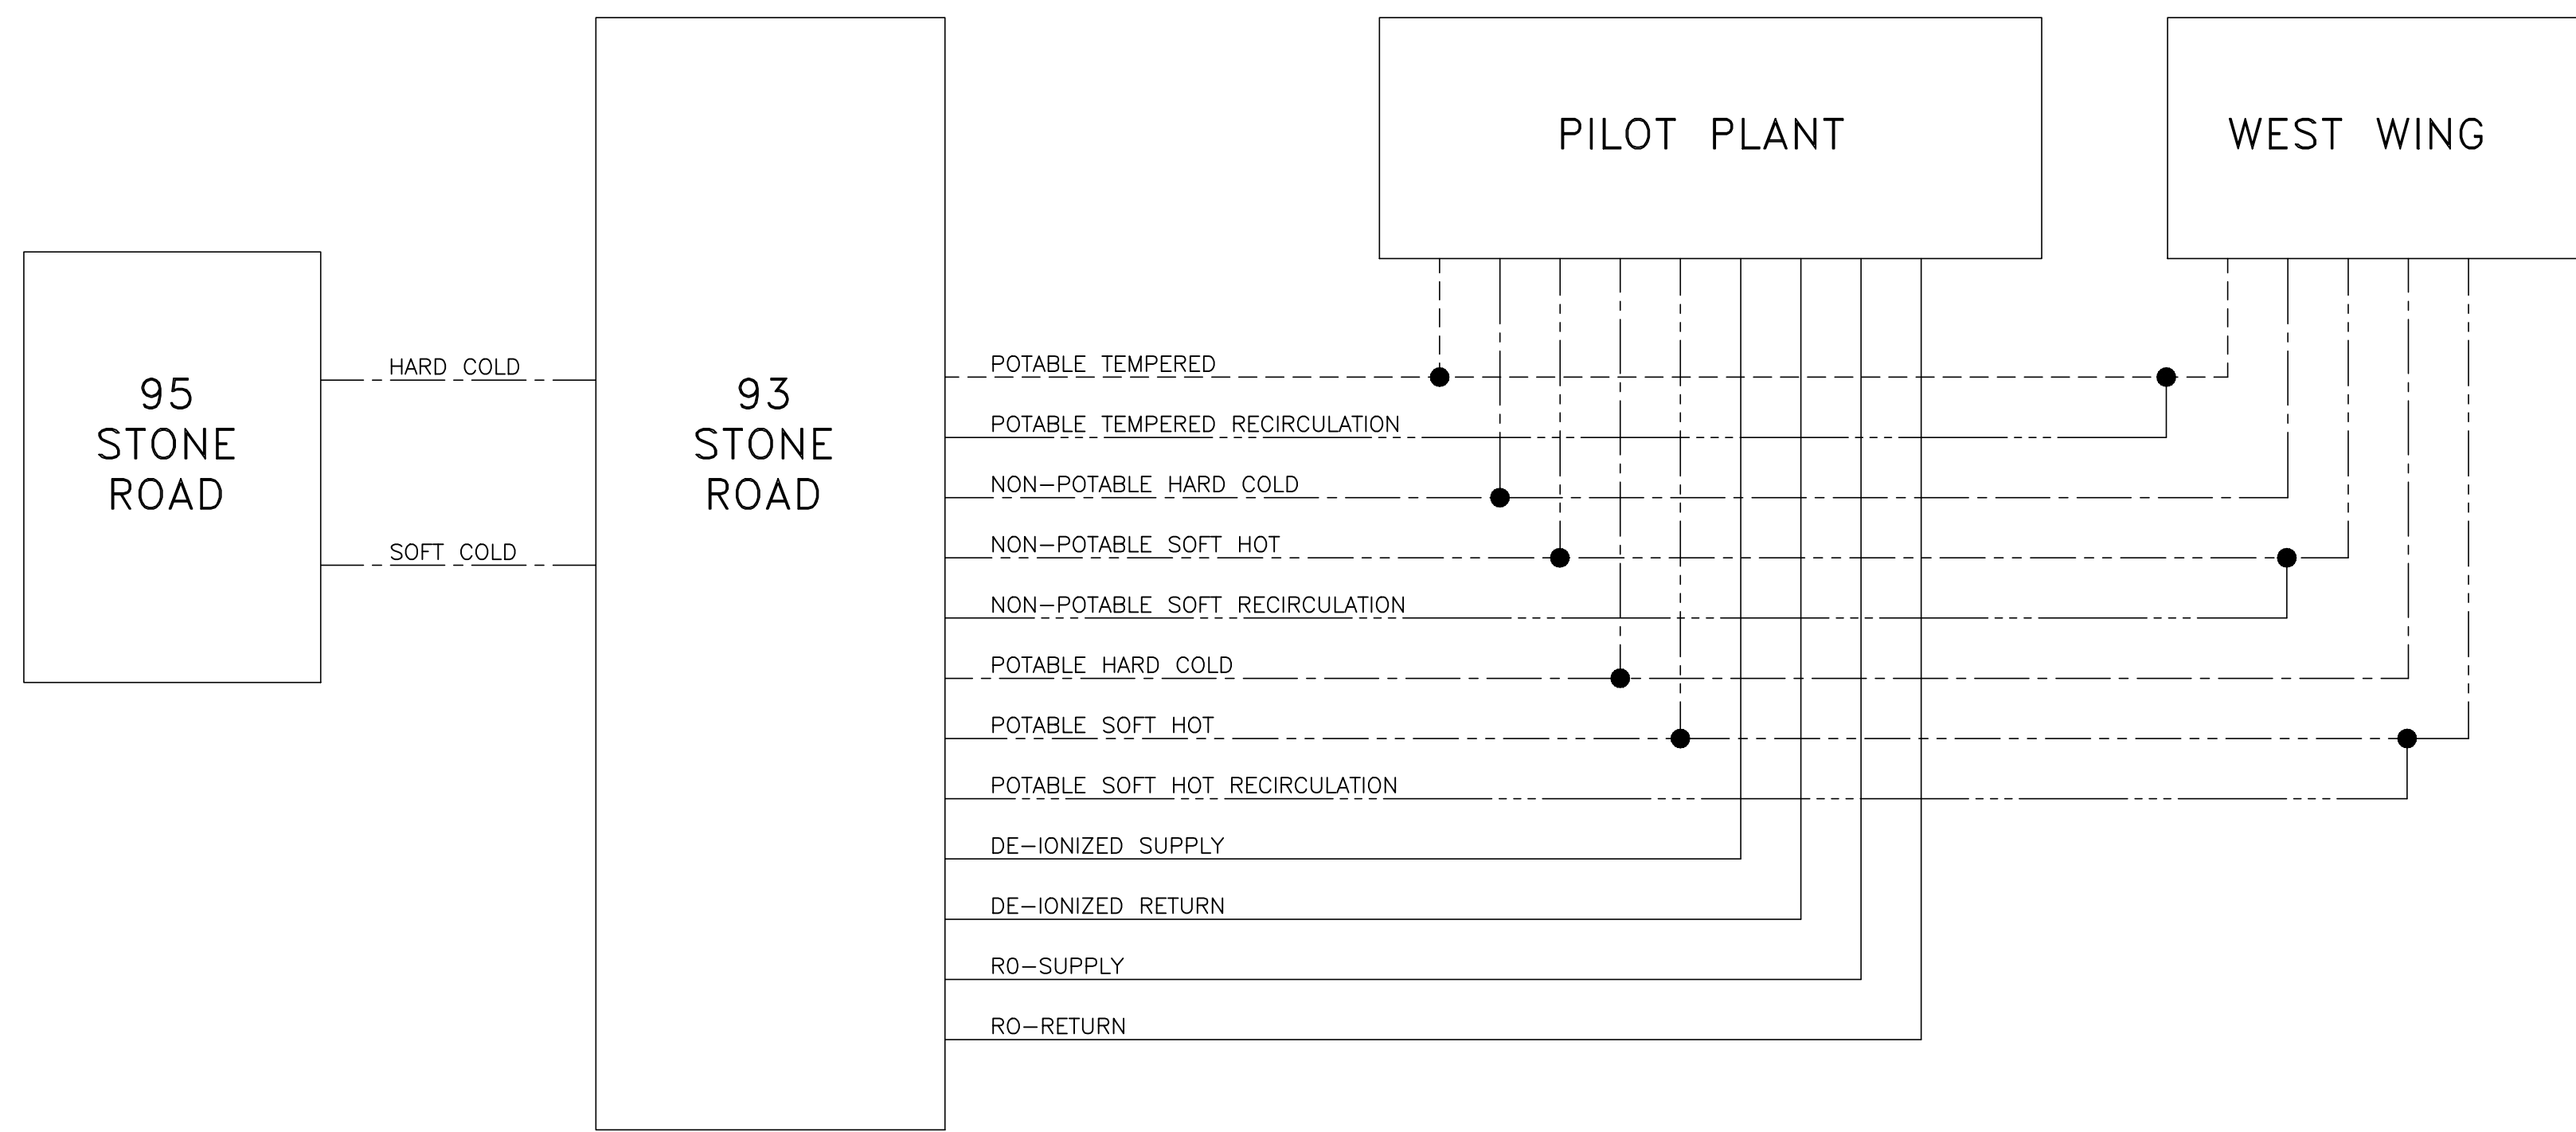 PILOT PLANT
WEST WING
95
STONE
ROAD
HARD COLD
SOFT COLD
93
STONE
ROAD
POTABLE TEMPERED
POTABLE TEMPERED RECIRCULATION
NON-POTABLE HARD COLD
NON-POTABLE SOFT HOT
NON-POTABLE SOFT RECIRCULATION
POTABLE HARD COLD
POTABLE SOFT HOT
POTABLE SOFT HOT RECIRCULATION
DE-IONIZED SUPPLY
DE-IONIZED RETURN
RO-SUPPLY
RO-RETURN